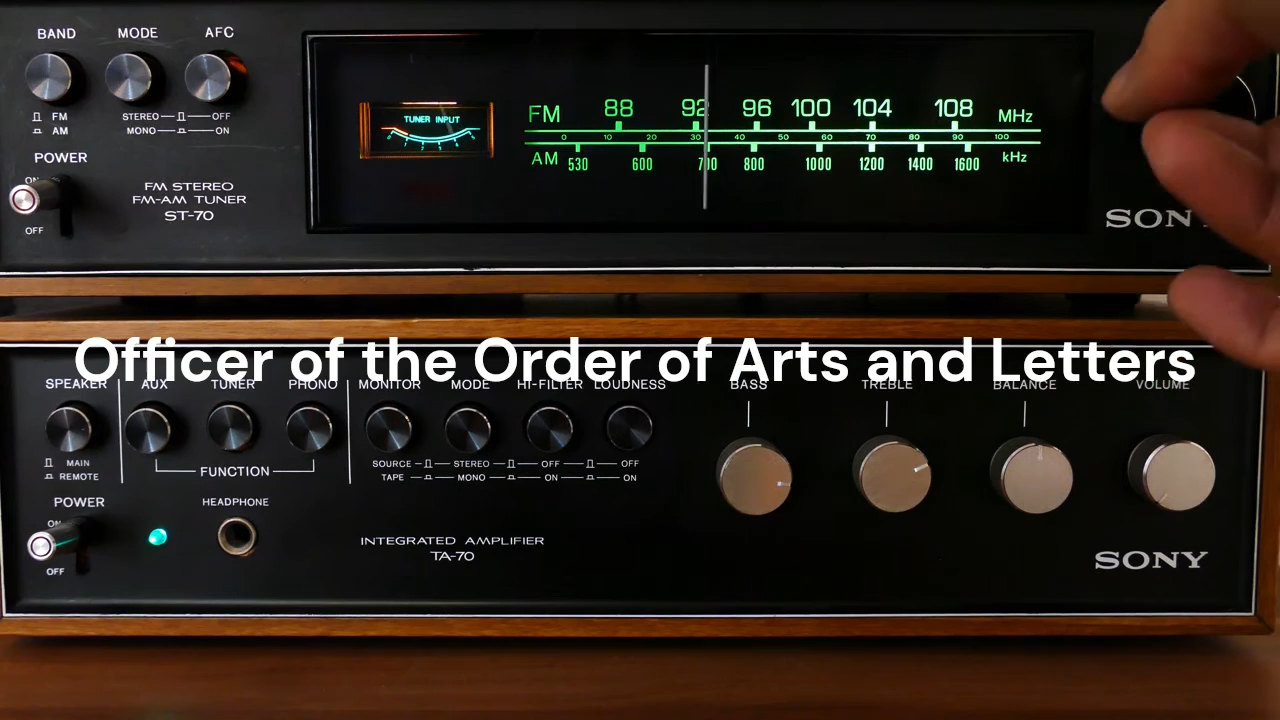 BAND MODE AFC
FM STEREO OFF
AM MONO ON
POWER
ON
OFF
FM STEREO
FM-AM TUNER
ST-70
TUNER INPUT
FM 88 92 96 100 104 108 MHz
0 10 20 30 40 50 60 70 80 90 100
AM 530 600 700 800 1000 1200 1400 1600 kHz
SONY
Officer of the Order of Arts and Letters
SPEAKER AUX TUNER PHONO MONITOR MODE HI-FILTER LOUDNESS BASS TREBLE BALANCE VOLUME
MAIN
REMOTE
FUNCTION
SOURCE STEREO OFF OFF
TAPE MONO ON ON
POWER
ON
OFF
HEADPHONE
INTEGRATED AMPLIFIER
TA-70
SONY